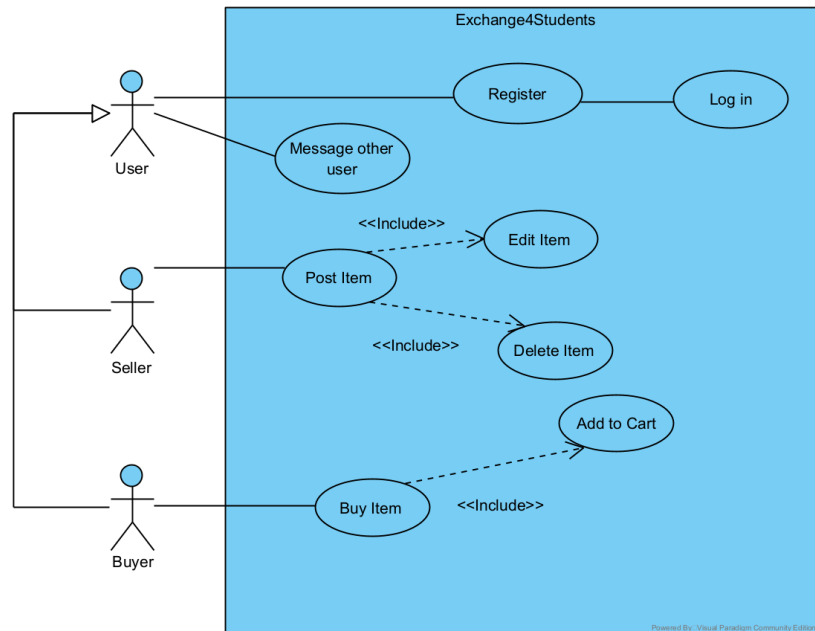 Exchange4Students
Register
Log in
User
Message other
user
<<Include>>
Edit Item
Post Item
Seller
<<Include>>
Delete Item
Add to Cart
Buy Item
<<Include>>
Buyer
Powered By: Visual Paradigm Community Edition